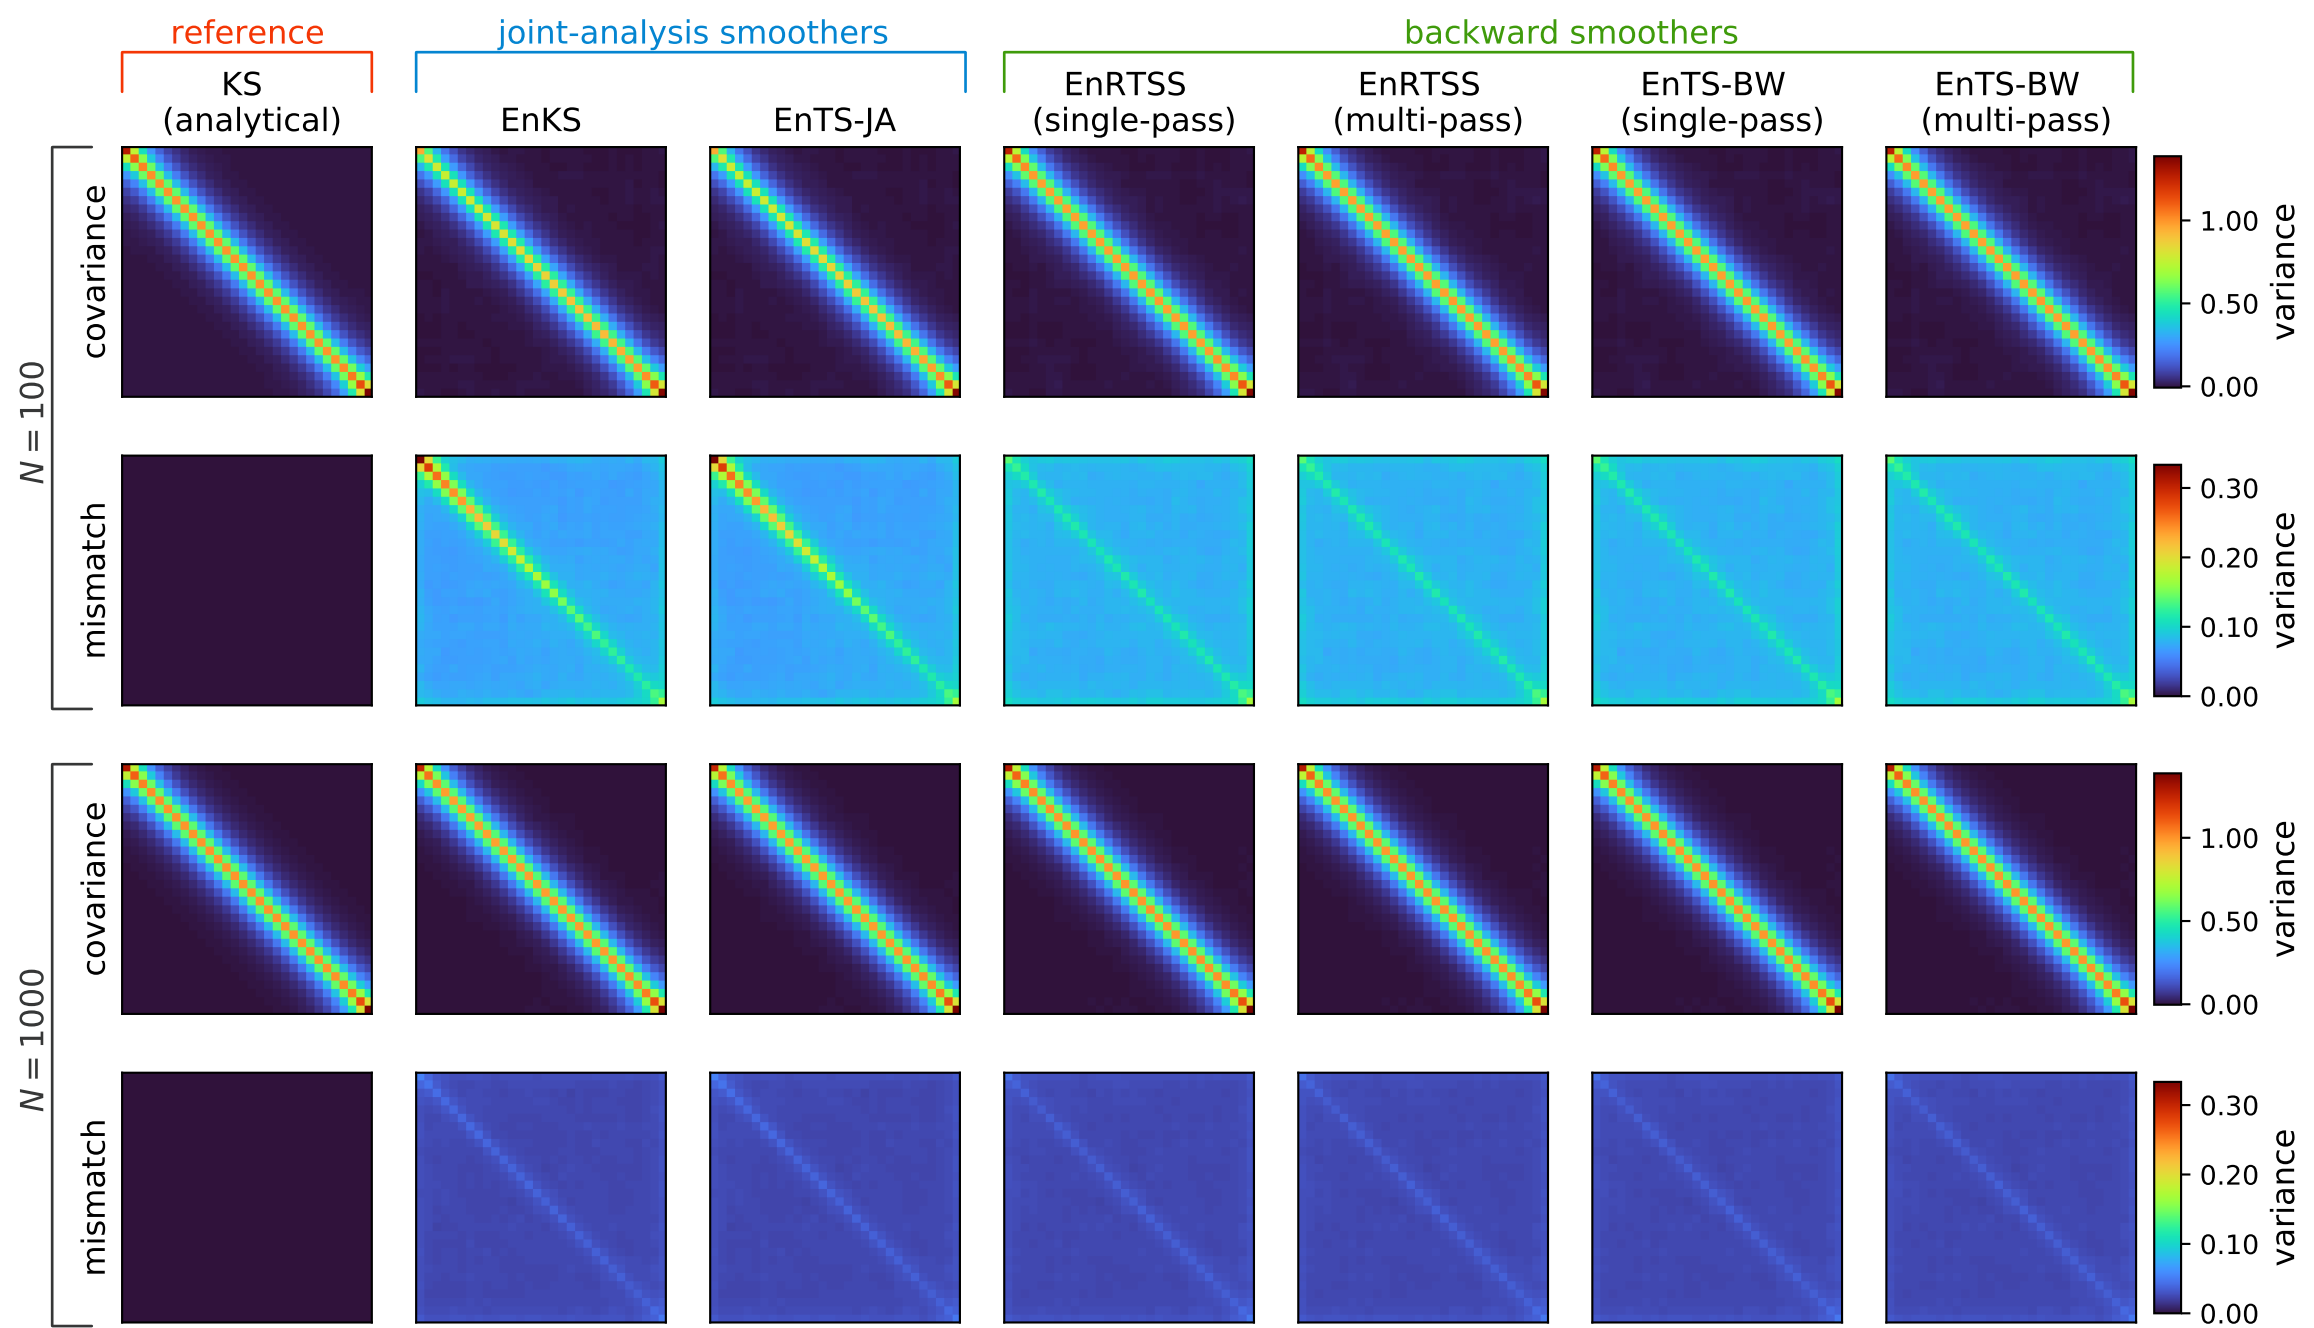 reference
joint-analysis smoothers
backward smoothers
KS
(analytical)
EnKS
EnTS-JA
EnRTSS
(single-pass)
EnRTSS
(multi-pass)
EnTS-BW
(single-pass)
EnTS-BW
(multi-pass)
N = 100
covariance
1.00
0.50
0.00
variance
mismatch
0.30
0.20
0.10
0.00
variance
N = 1000
covariance
1.00
0.50
0.00
variance
mismatch
0.30
0.20
0.10
0.00
variance